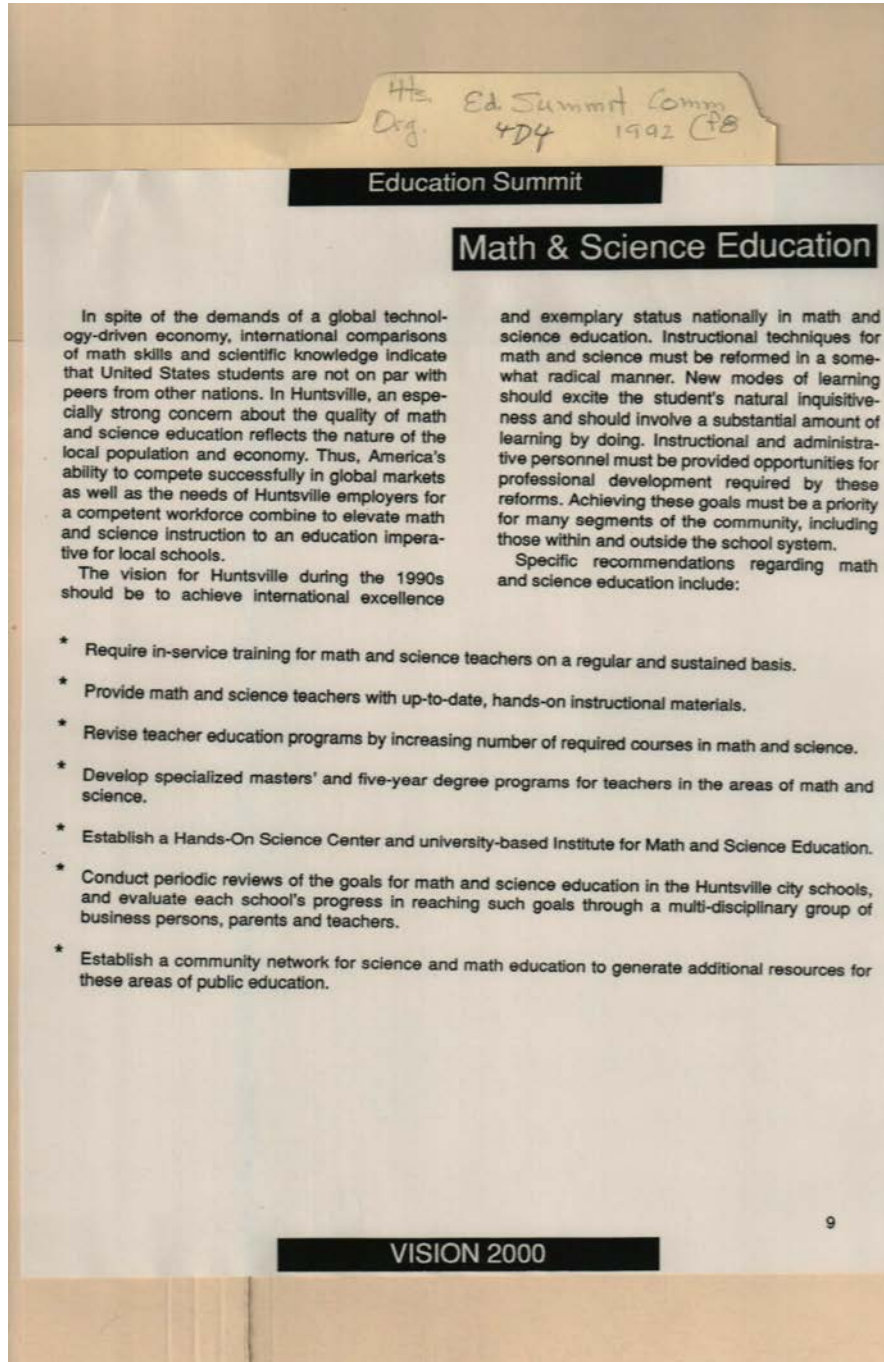 Hs. Ed. Summit Comm
Org. 4D4 1992
Education Summit
Math & Science Education
In spite of the demands of a global technol-
ogy-driven economy, international comparisons
of math skills and scientific knowledge indicate
that United States students are not on par with
peers from other nations. In Huntsville, an espe-
cially strong concern about the quality of math
and science education reflects the nature of the
local population and economy. Thus, America's
ability to compete successfully in global markets
as well as the needs of Huntsville employers for
a competent workforce combine to elevate math
and science instruction to an education impera-
tive for local schools.
The vision for Huntsville during the 1990s
should be to achieve international excellence
and exemplary status nationally in math and
science education. Instructional techniques for
math and science must be reformed in a some-
what radical manner. New modes of learning
should excite the student's natural inquisitive-
ness and should involve a substantial amount of
learning by doing. Instructional and administra-
tive personnel must be provided opportunities for
professional development required by these
reforms. Achieving these goals must be a priority
for many segments of the community, including
those within and outside the school system.
Specific recommendations regarding math
and science education include:
* Require in-service training for math and science teachers on a regular and sustained basis.
* Provide math and science teachers with up-to-date, hands-on instructional materials.
* Revise teacher education programs by increasing number of required courses in math and science.
* Develop specialized masters' and five-year degree programs for teachers in the areas of math and
science.
* Establish a Hands-On Science Center and university-based Institute for Math and Science Education.
* Conduct periodic reviews of the goals for math and science education in the Huntsville city schools,
and evaluate each school's progress in reaching such goals through a multi-disciplinary group of
business persons, parents and teachers.
* Establish a community network for science and math education to generate additional resources for
these areas of public education.
9
VISION 2000